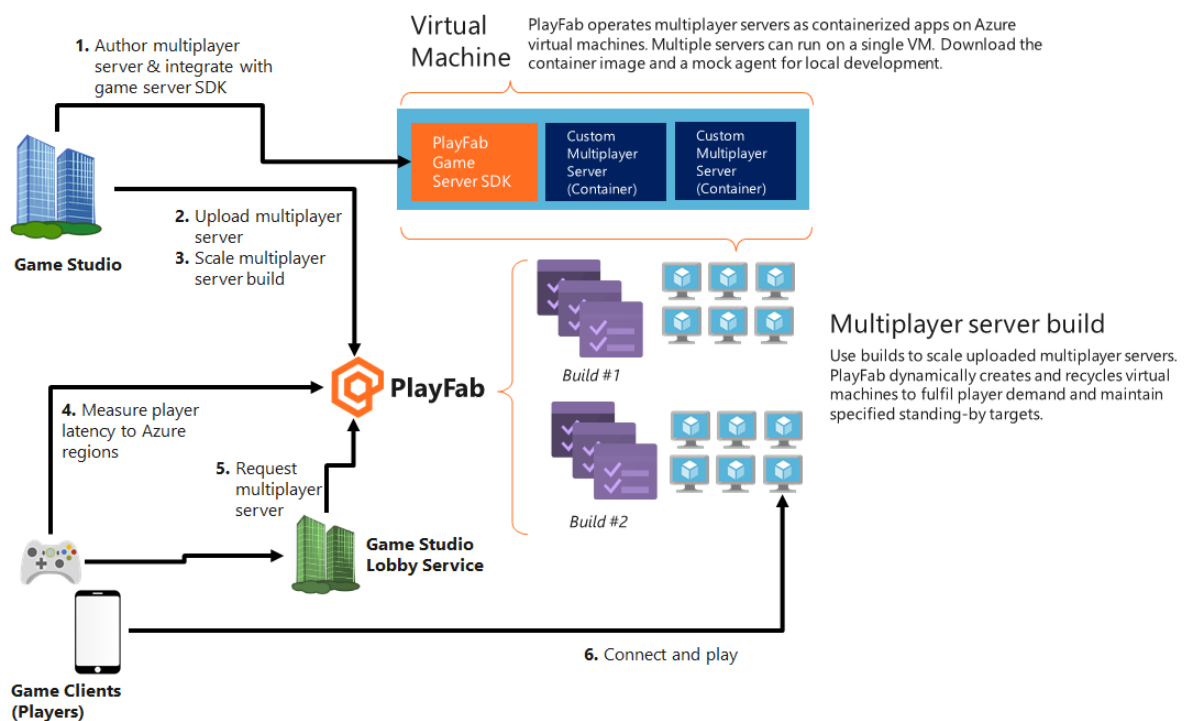 Virtual
Machine
PlayFab operates multiplayer servers as containerized apps on Azure
virtual machines. Multiple servers can run on a single VM. Download the
container image and a mock agent for local development.
1. Author multiplayer
server & integrate with
game server SDK
PlayFab
Game
Server SDK
Custom
Multiplayer
Server
(Container)
Custom
Multiplayer
Server
(Container)
Game Studio
2. Upload multiplayer
server
3. Scale multiplayer
server build
Build #1
Multiplayer server build
Use builds to scale uploaded multiplayer servers.
PlayFab dynamically creates and recycles virtual
machines to fulfil player demand and maintain
specified standing-by targets.
PlayFab
4. Measure player
latency to Azure
regions
5. Request
multiplayer
server
Build #2
Game Studio
Lobby Service
6. Connect and play
Game Clients
(Players)